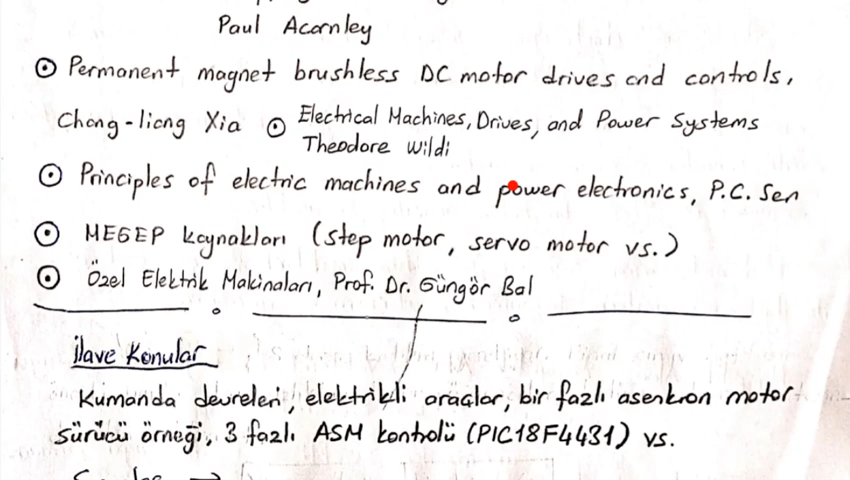 Paul Acarnley
⊙ Permanent magnet brushless DC motor drives and controls,
Chang-liang Xia ⊙ Electrical Machines, Drives, and Power Systems
Theodore Wildi
⊙ Principles of electric machines and power electronics, P.C. Sen
⊙ MEGEP kaynakları (step motor, servo motor vs.)
⊙ Özel Elektrik Makinaları, Prof. Dr. Güngör Bal
İlave Konular
Kumanda devreleri, elektrikli araçlar, bir fazlı asenkron motor
sürücü örneği, 3 fazlı ASM kontrolü (PIC18F4431) vs.